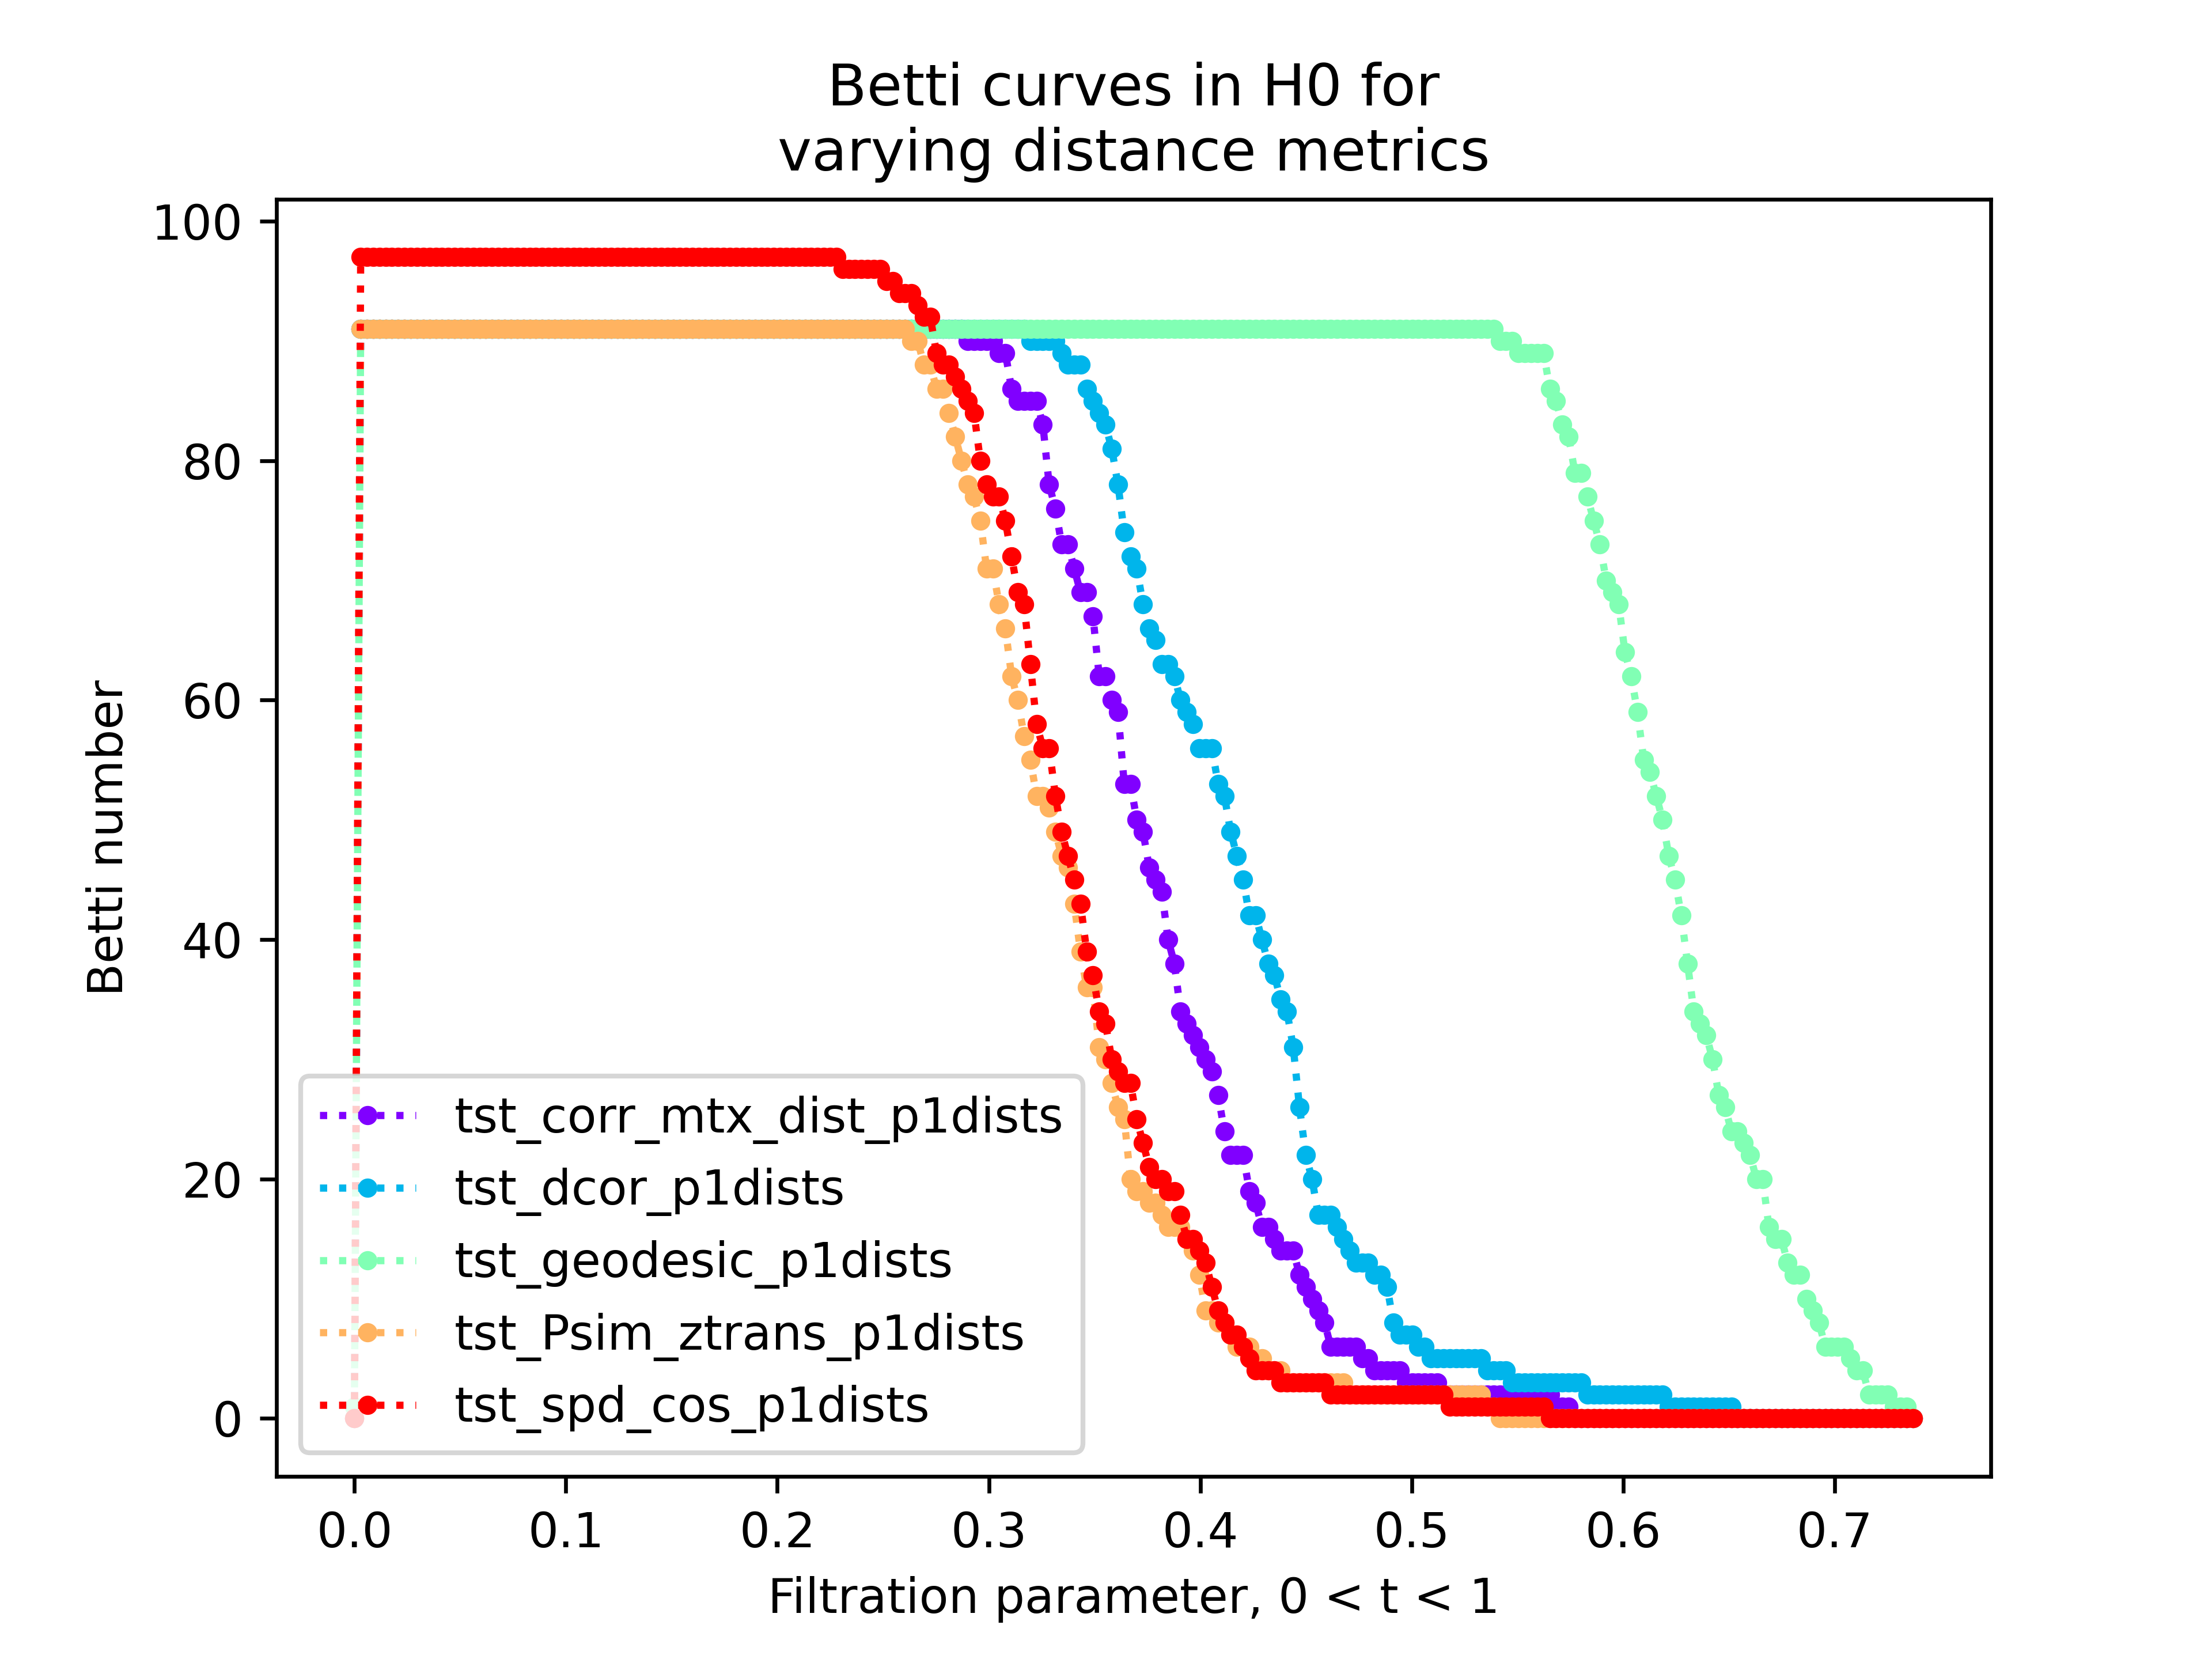 Betti curves in H0 for
varying distance metrics
100
80
60
40
20
0
Betti number
tst_corr_mtx_dist_p1dists
tst_dcor_p1dists
tst_geodesic_p1dists
tst_Psim_ztrans_p1dists
tst_spd_cos_p1dists
0.0 0.1 0.2 0.3 0.4 0.5 0.6 0.7
Filtration parameter, 0 < t < 1